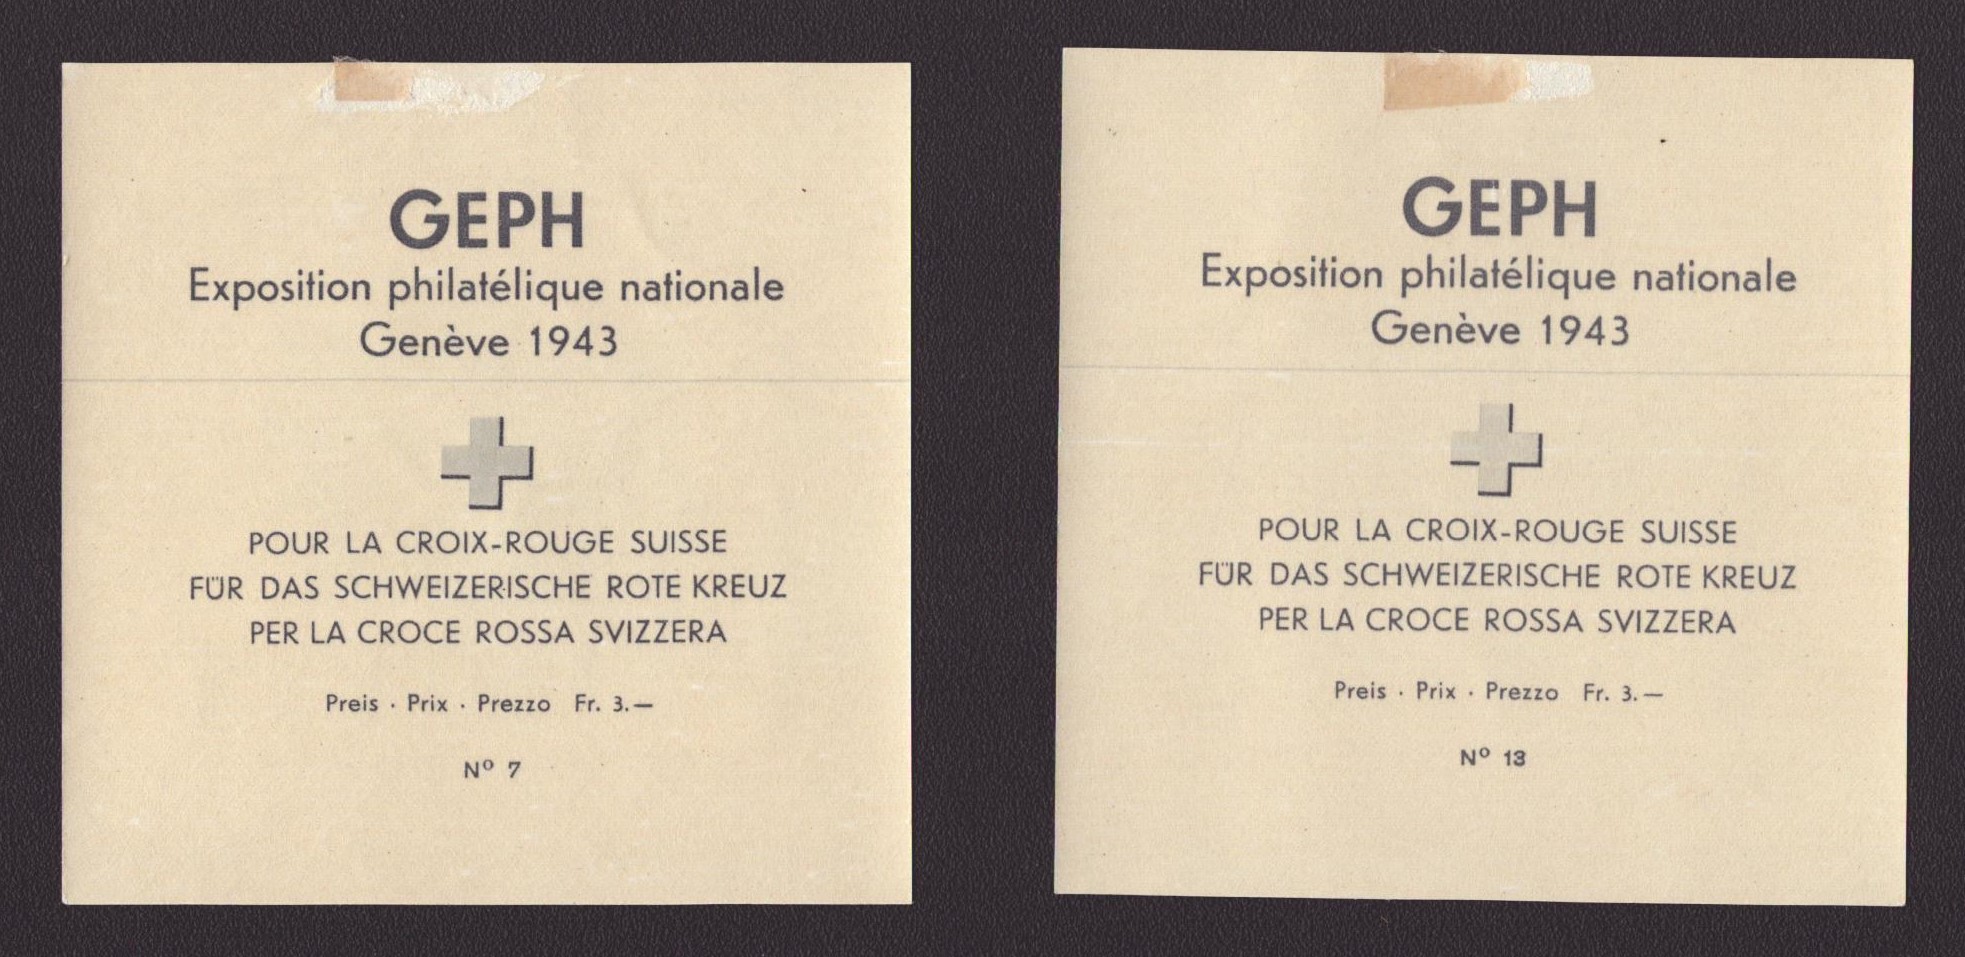 GEPH
Exposition philatélique nationale
Genève 1943
POUR LA CROIX-ROUGE SUISSE
FÜR DAS SCHWEIZERISCHE ROTE KREUZ
PER LA CROCE ROSSA SVIZZERA
Preis · Prix · Prezzo Fr. 3.—
Nº 7
GEPH
Exposition philatélique nationale
Genève 1943
POUR LA CROIX-ROUGE SUISSE
FÜR DAS SCHWEIZERISCHE ROTE KREUZ
PER LA CROCE ROSSA SVIZZERA
Preis · Prix · Prezzo Fr. 3.—
Nº 13